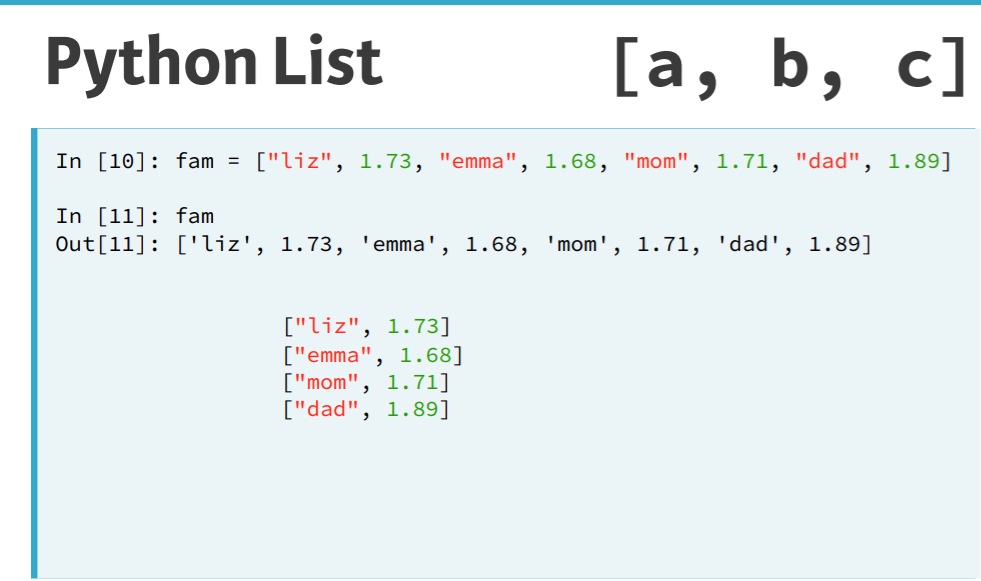 Python List [a, b, c]
In [10]: fam = ["liz", 1.73, "emma", 1.68, "mom", 1.71, "dad", 1.89]
In [11]: fam
Out[11]: ['liz', 1.73, 'emma', 1.68, 'mom', 1.71, 'dad', 1.89]
["liz", 1.73]
["emma", 1.68]
["mom", 1.71]
["dad", 1.89]